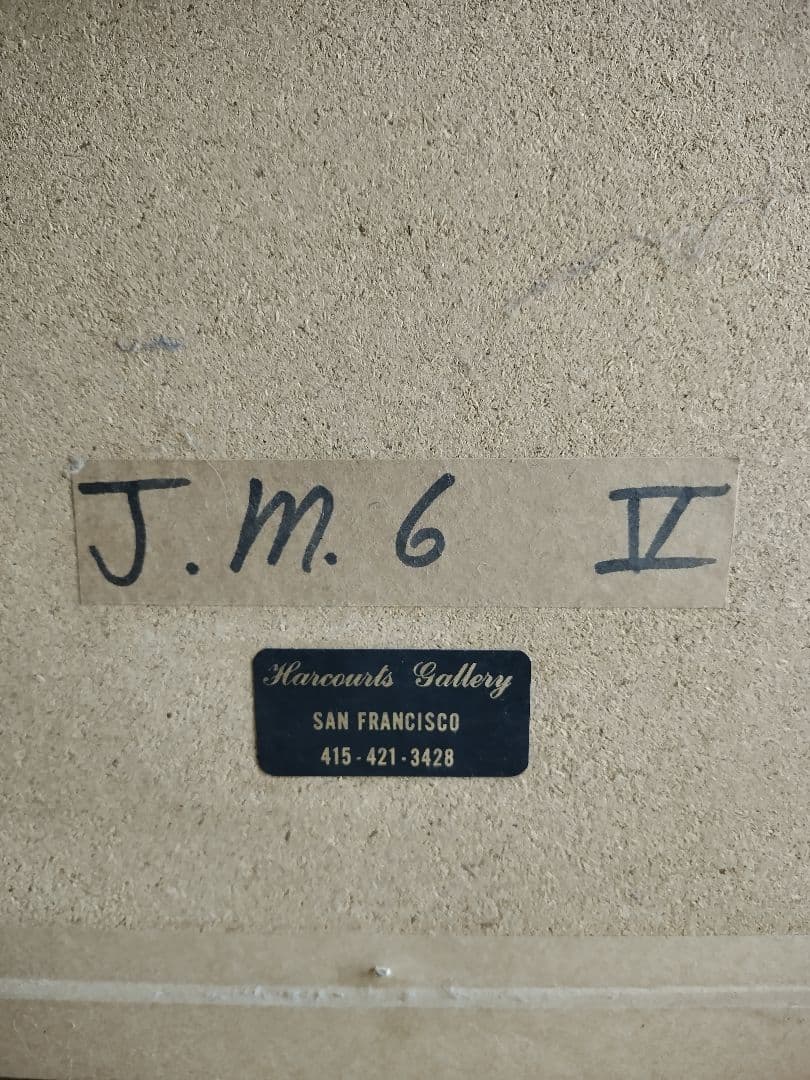 J. M. 6 IV
Harcourts Gallery
SAN FRANCISCO
415-421-3428